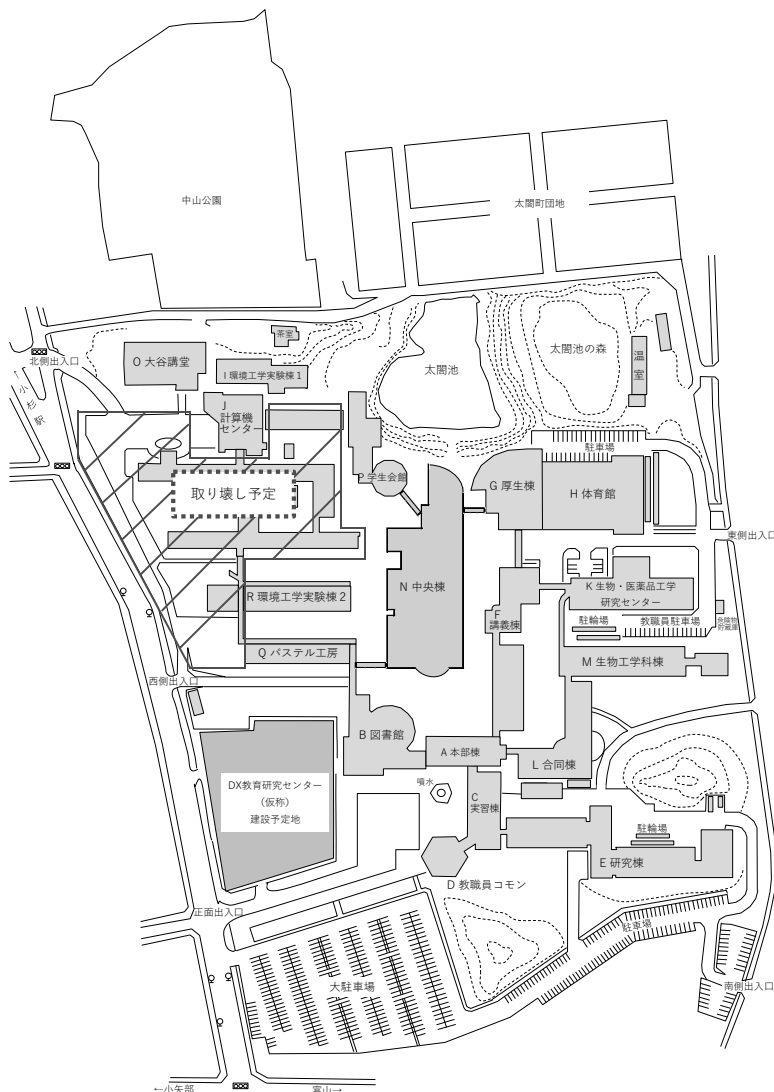 中山公園
太閤町団地
茶室
O 大谷講堂
I 環境工学実験棟 1
北側出入口
↑小杉駅
J
計算機
センター
太閤池
太閤池の森
温室
駐車場
P 学生会館
G 厚生棟
H 体育館
取り壊し予定
東側出入口
N 中央棟
K 生物・医薬品工学
研究センター
R 環境工学実験棟 2
F
講義棟
駐輪場
教職員駐車場
危険物
貯蔵庫
Q パステル工房
M 生物工学科棟
西側出入口
B 図書館
A 本部棟
L 合同棟
DX教育研究センター
（仮称）
建設予定地
噴水
C
実習棟
駐輪場
E 研究棟
D 教職員コモン
正面出入口
駐車場
大駐車場
南側出入口
←小矢部
富山→